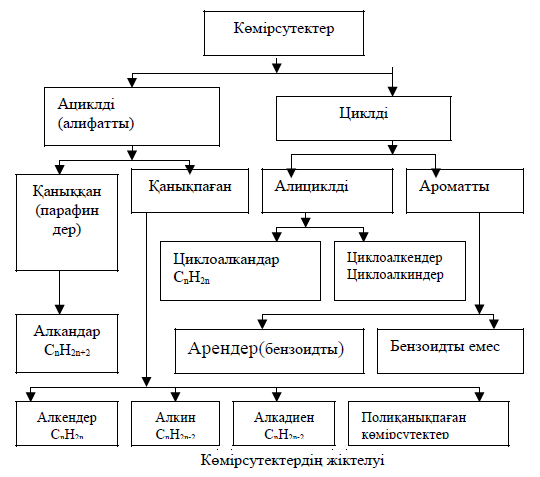 Көмірсутектер
Ациклді
(алифатты)
Циклді
Қаныққан
(парафин
дер)
Қанықпаған
Алициклді
Ароматты
Циклоалкандар
CnH2n
Циклоалкендер
Циклоалкиндер
Алкандар
CnH2n+2
Арендер(бензоидты)
Бензоидты емес
Алкендер
CnH2n
Алкин
CnH2n-2
Алкадиен
CnH2n-2
Полиқанықпаған
көмірсутектер
Көмірсутектердің жіктелуі